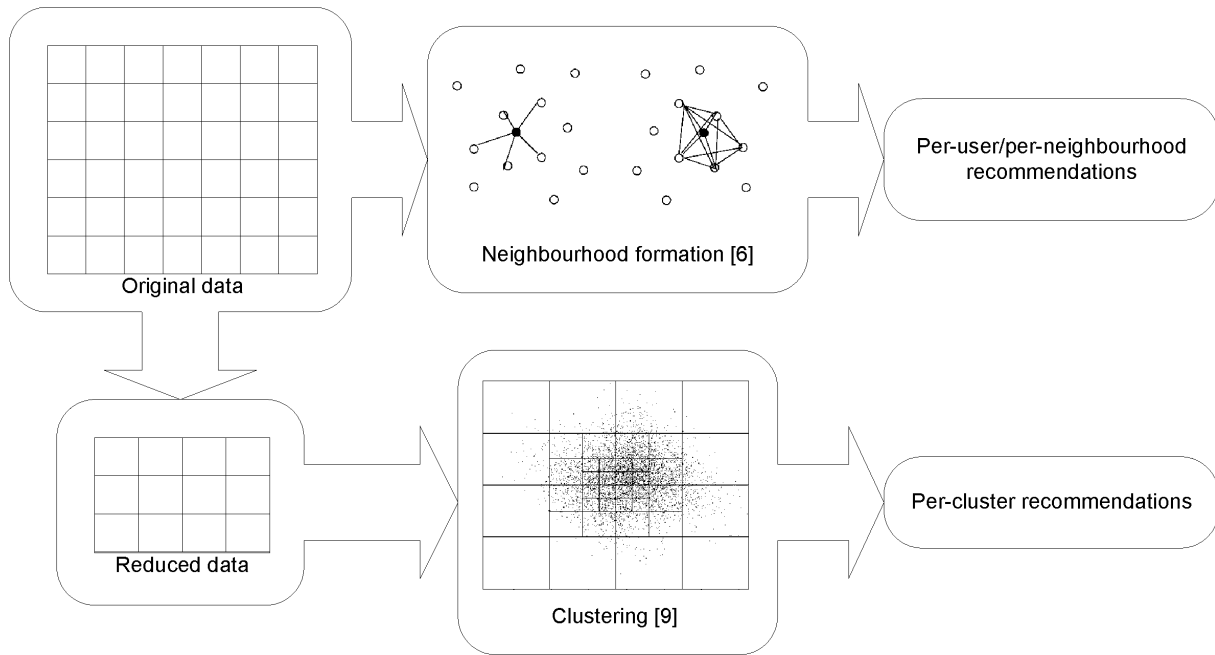 Original data
Neighbourhood formation [6]
Per-user/per-neighbourhood
recommendations
Reduced data
Clustering [9]
Per-cluster recommendations